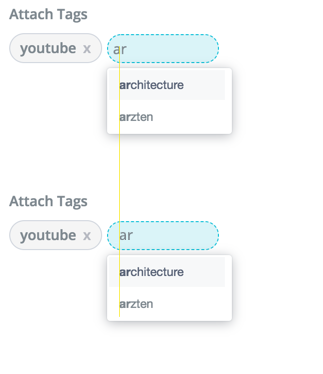 Attach Tags
youtube x ar
architecture
arzten
Attach Tags
youtube x ar
architecture
arzten